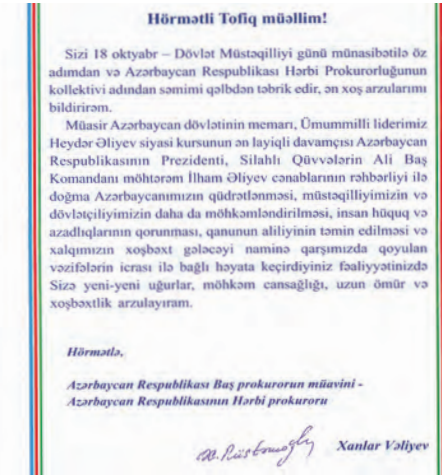 Hörmətli Tofiq müəllim!
Sizi 18 oktyabr – Dövlət Müstəqilliyi günü münasibətilə öz
adımdan və Azərbaycan Respublikası Hərbi Prokurorluğunun
kollektivi adından səmimi qəlbdən təbrik edir, ən xoş arzularımı
bildirirəm.
Müasir Azərbaycan dövlətinin memarı, Ümummilli liderimiz
Heydər Əliyev siyasi kursunun ən layiqli davamçısı Azərbaycan
Respublikasının Prezidenti, Silahlı Qüvvələrin Ali Baş
Komandanı möhtərəm İlham Əliyev cənablarının rəhbərliyi ilə
doğma Azərbaycanımızın qüdrətlənməsi, müstəqilliyimizin və
dövlətçiliyimizin daha da möhkəmləndirilməsi, insan hüquq və
azadlıqlarının qorunması, qanunun aliliyinin təmin edilməsi və
xalqımızın xoşbəxt gələcəyi naminə qarşımızda qoyulan
vəzifələrin icrası ilə bağlı həyata keçirdiyiniz fəaliyyətinizdə
Sizə yeni-yeni uğurlar, möhkəm cansağlığı, uzun ömür və
xoşbəxtlik arzulayıram.
Hörmətlə,
Azərbaycan Respublikası Baş prokurorun müavini -
Azərbaycan Respublikasının Hərbi prokuroru
Xanlar Vəliyev